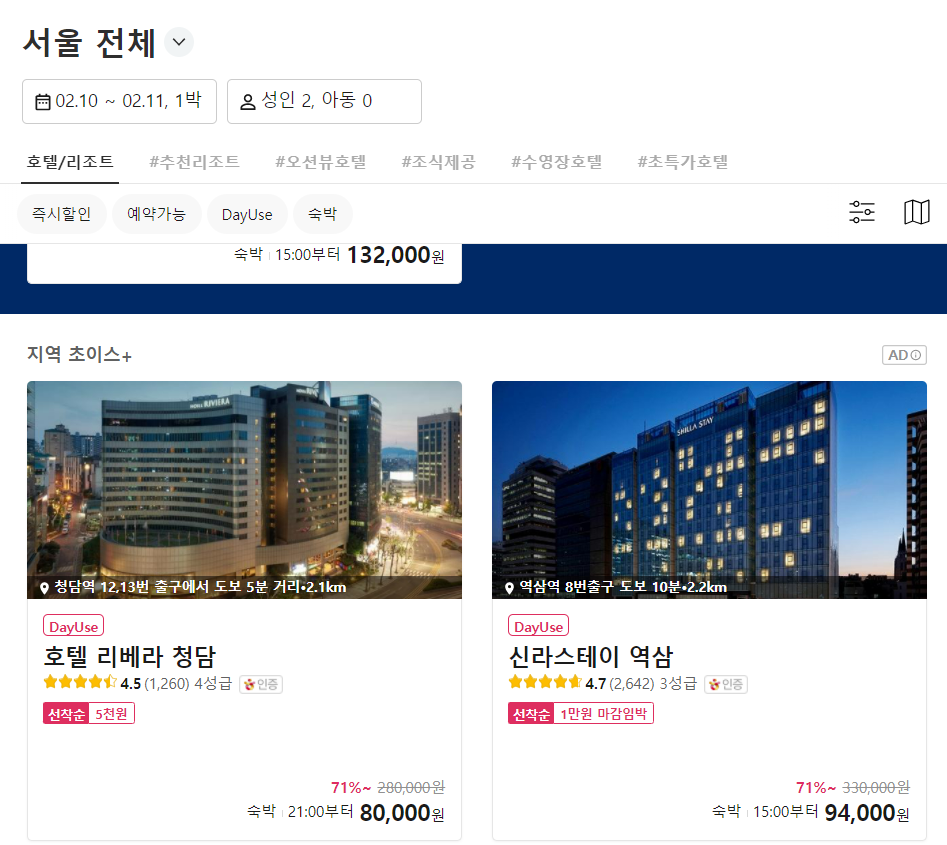 서울 전체
02.10 ~ 02.11, 1박
성인 2, 아동 0
호텔/리조트 #추천리조트 #오션뷰호텔 #조식제공 #수영장호텔 #초특가호텔
즉시할인 예약가능 DayUse 숙박
숙박 15:00부터 132,000원
지역 초이스+
AD
HOTEL RIVIERA
청담역 12,13번 출구에서 도보 5분 거리•2.1km
DayUse
호텔 리베라 청담
4.5 (1,260) 4성급 인증
선착순 5천원
71%~ 280,000원
숙박 21:00부터 80,000원
SHILLA STAY
역삼역 8번출구 도보 10분•2.2km
DayUse
신라스테이 역삼
4.7 (2,642) 3성급 인증
선착순 1만원 마감임박
71%~ 330,000원
숙박 15:00부터 94,000원